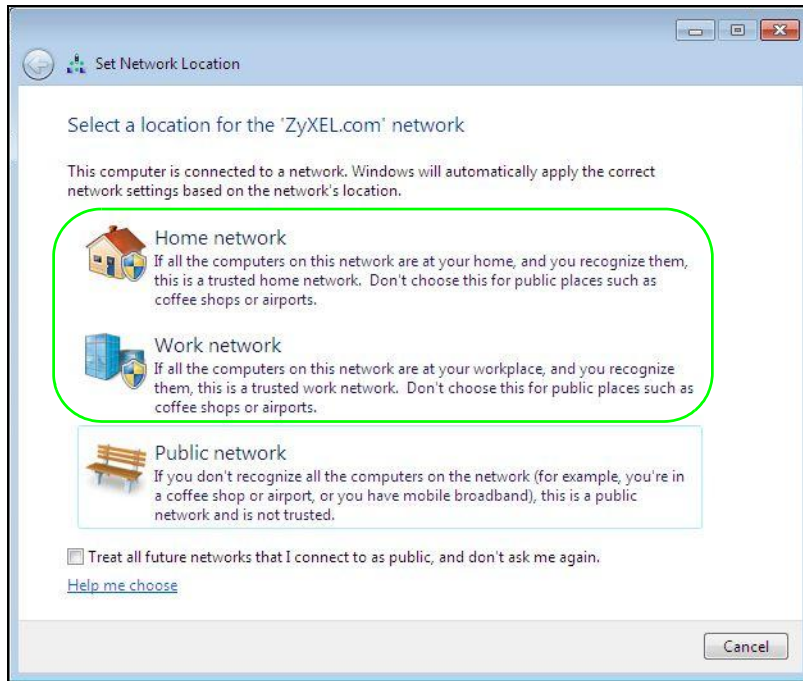 Set Network Location
Select a location for the 'ZyXEL.com' network
This computer is connected to a network. Windows will automatically apply the correct
network settings based on the network's location.
Home network
If all the computers on this network are at your home, and you recognize them,
this is a trusted home network.  Don't choose this for public places such as
coffee shops or airports.
Work network
If all the computers on this network are at your workplace, and you recognize
them, this is a trusted work network.  Don't choose this for public places such as
coffee shops or airports.
Public network
If you don't recognize all the computers on the network (for example, you're in
a coffee shop or airport, or you have mobile broadband), this is a public
network and is not trusted.
Treat all future networks that I connect to as public, and don't ask me again.
Help me choose
Cancel